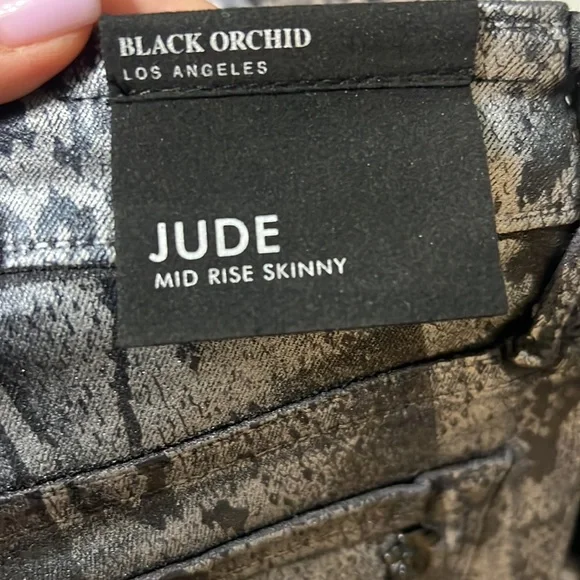 BLACK ORCHID
LOS ANGELES
JUDE
MID RISE SKINNY